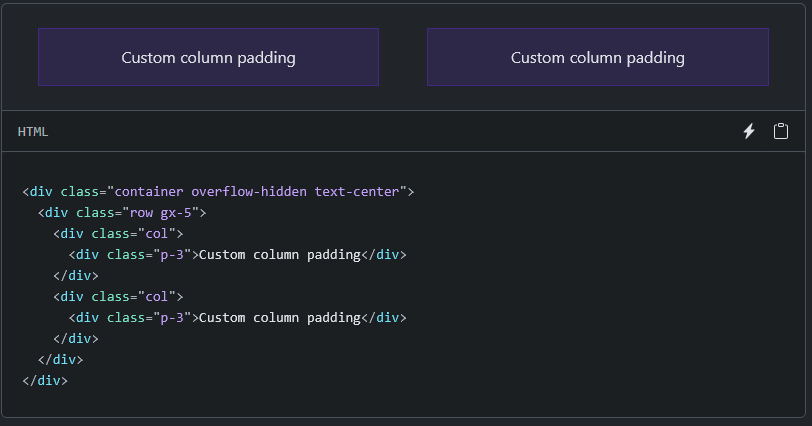 Custom column padding Custom column padding
HTML
<div class="container overflow-hidden text-center">
  <div class="row gx-5">
    <div class="col">
      <div class="p-3">Custom column padding</div>
    </div>
    <div class="col">
      <div class="p-3">Custom column padding</div>
    </div>
  </div>
</div>